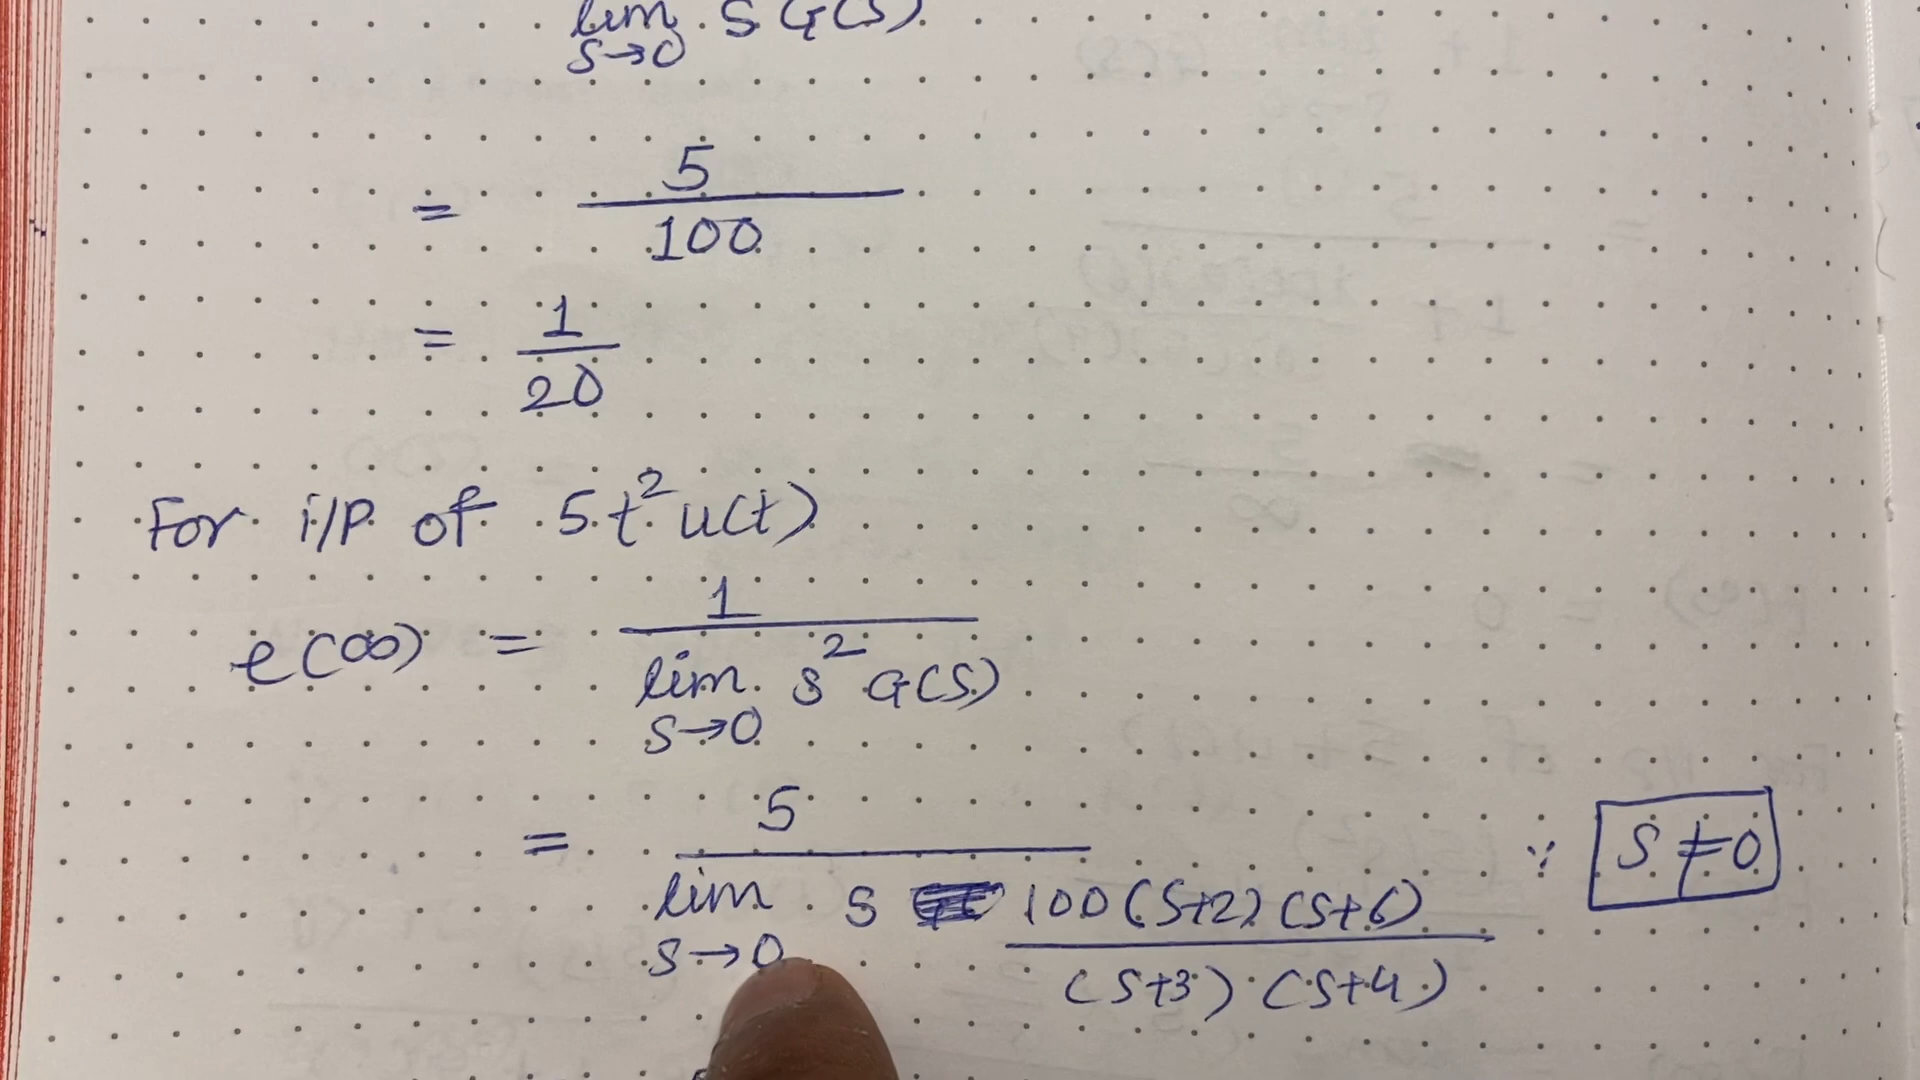 lim S G(S)
S→0
= 5
100
= 1
20
For i/p of 5t²u(t)
e(∞) = 1
lim s² G(S)
S→0
= 5
lim s 100(S+2)(S+6) ∵ S≠0
S→0 (S+3)(S+4)